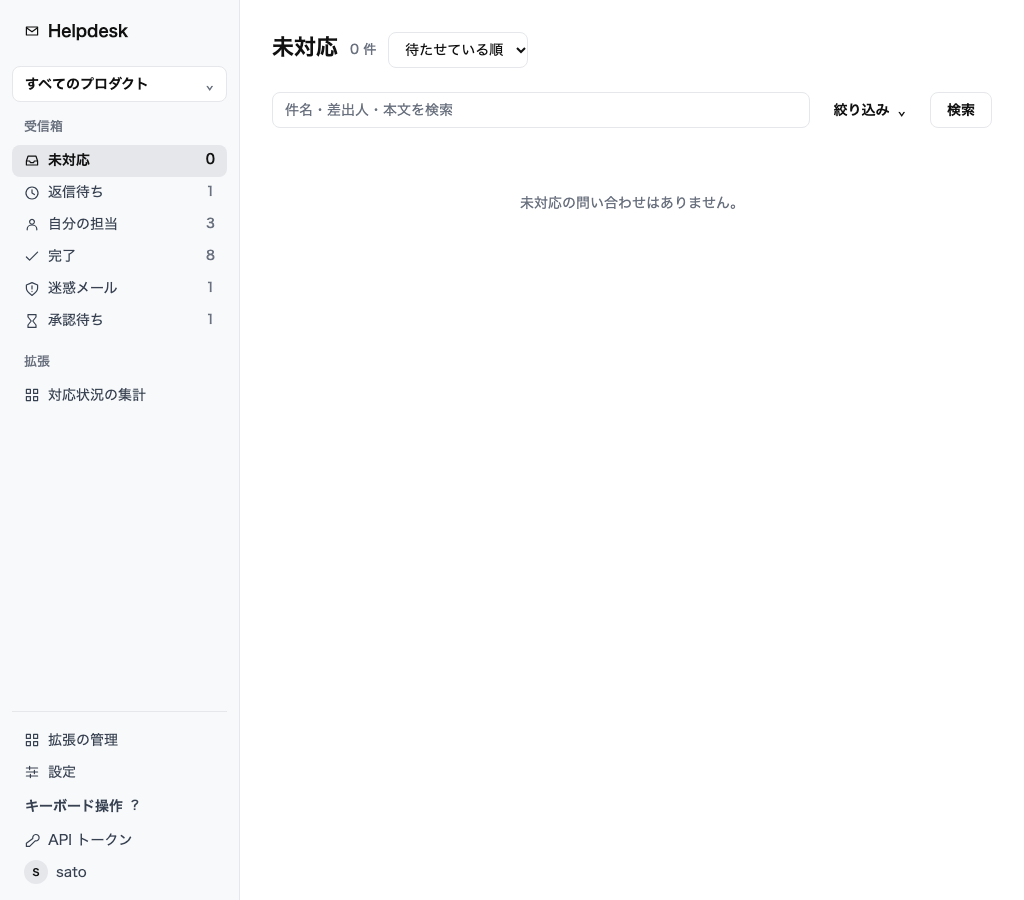 Helpdesk
すべてのプロダクト
受信箱
未対応 0
返信待ち 1
自分の担当 3
完了 8
迷惑メール 1
承認待ち 1
拡張
対応状況の集計
拡張の管理
設定
キーボード操作 ?
API トークン
S sato
未対応 0 件 待たせている順
件名・差出人・本文を検索 絞り込み 検索
未対応の問い合わせはありません。